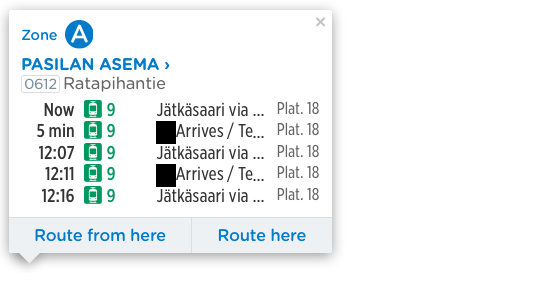 Zone A ×
PASILAN ASEMA ›
0612 Ratapihantie
Now 9 Jätkäsaari via ... Plat. 18
5 min 9 Arrives / Te... Plat. 18
12:07 9 Jätkäsaari via ... Plat. 18
12:11 9 Arrives / Te... Plat. 18
12:16 9 Jätkäsaari via ... Plat. 18
Route from here Route here